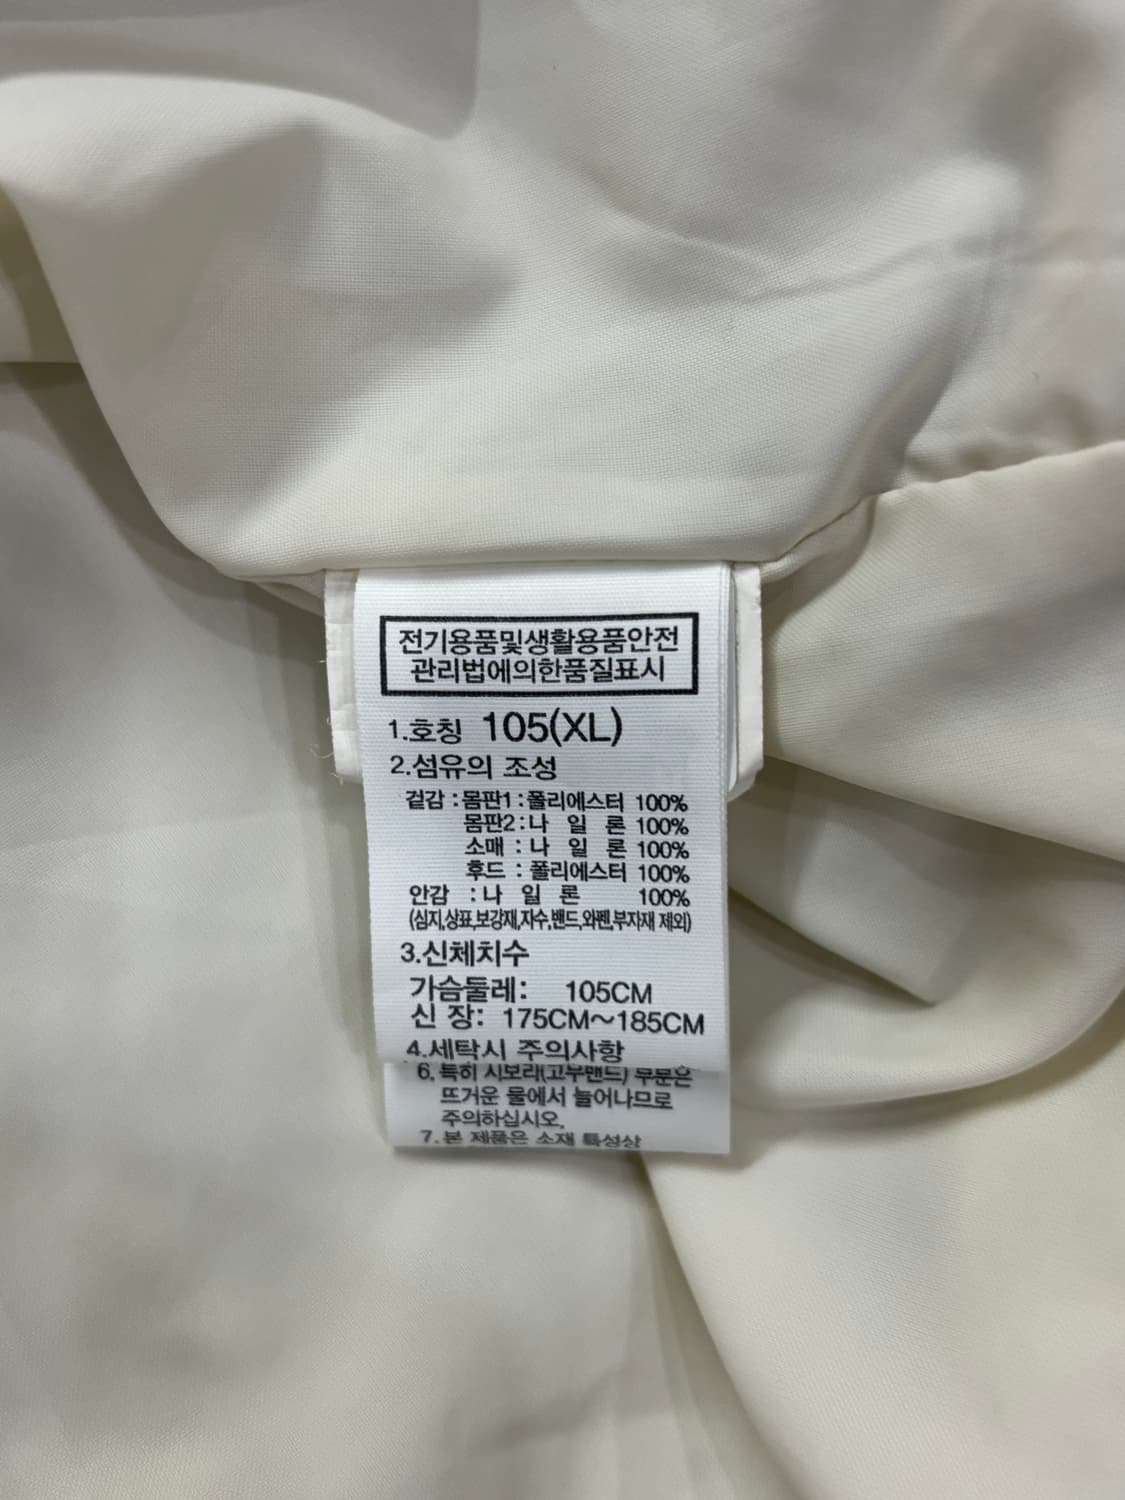 전기용품및생활용품안전
관리법에의한품질표시
1.호칭 105(XL)
2.섬유의 조성
겉감 : 몸판1 : 폴리에스터 100%
몸판2 : 나 일 론 100%
소매 : 나 일 론 100%
후드 : 폴리에스터 100%
안감 : 나 일 론 100%
(심지,상표,보강재,자수,밴드,와펜,부자재 제외)
3.신체치수
가슴둘레: 105CM
신 장: 175CM~185CM
4.세탁시 주의사항
6. 특히 시보리(고무밴드) 부분은
뜨거운 물에서 늘어나므로
주의하십시오.
7. 본 제품은 소재 특성상